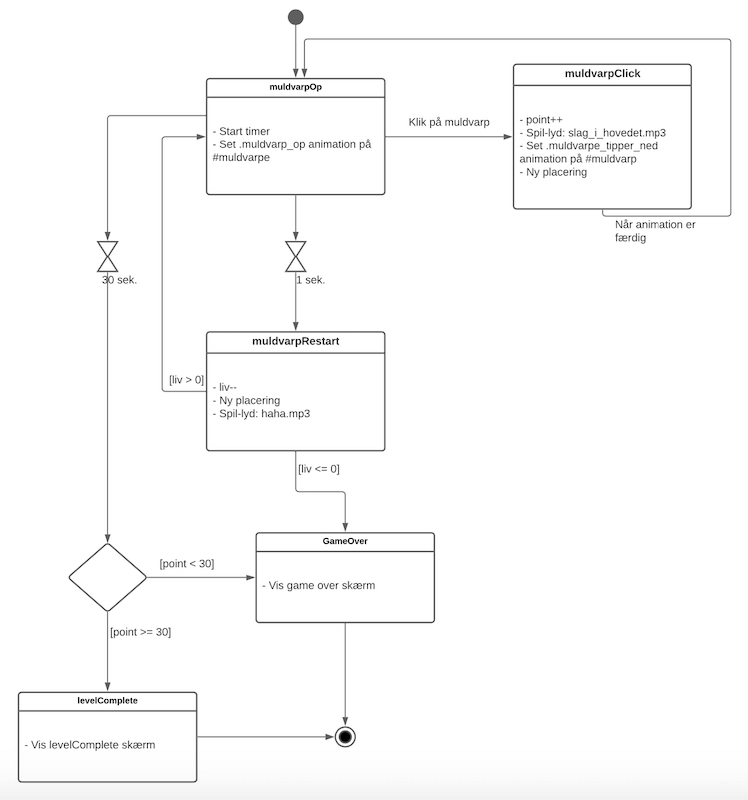 muldvarpOp
- Start timer
- Set .muldvarp_op animation på
#muldvarpe
Klik på muldvarp
muldvarpClick
- point++
- Spil-lyd: slag_i_hovedet.mp3
- Set .muldvarpe_tipper_ned
animation på #muldvarp
- Ny placering
Når animation er
færdig
30 sek.
1 sek.
muldvarpRestart
- liv--
- Ny placering
- Spil-lyd: haha.mp3
[liv > 0]
[liv <= 0]
GameOver
- Vis game over skærm
[point < 30]
[point >= 30]
levelComplete
- Vis levelComplete skærm